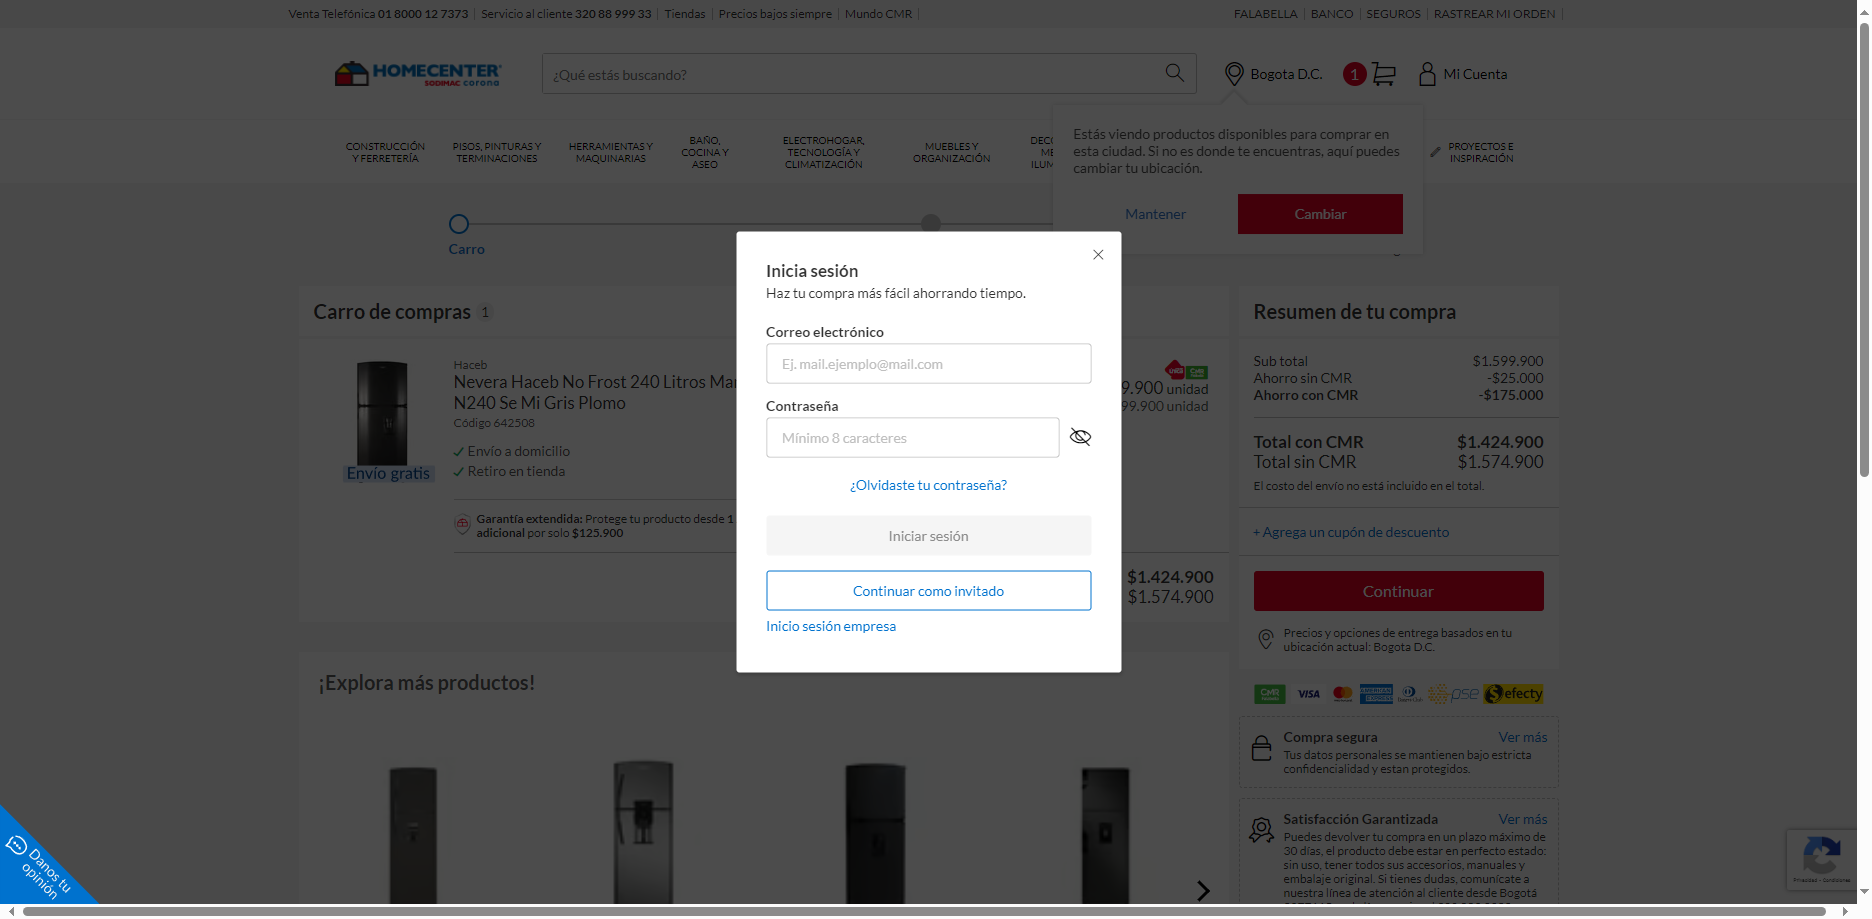 Venta Telefónica 01 8000 12 7373
Servicio al cliente 320 88 999 33
Tiendas
Precios bajos siempre
Mundo CMR
FALABELLA
BANCO
SEGUROS
RASTREAR MI ORDEN
HOMECENTER
SODIMAC corona
¿Qué estás buscando?
Bogota D.C.
1
Mi Cuenta
CONSTRUCCIÓN
Y FERRETERÍA
PISOS, PINTURAS Y
TERMINACIONES
HERRAMIENTAS Y
MAQUINARIAS
BAÑO,
COCINA Y
ASEO
ELECTROHOGAR,
TECNOLOGÍA Y
CLIMATIZACIÓN
MUEBLES Y
ORGANIZACIÓN
PROYECTOS E
INSPIRACIÓN
Estás viendo productos disponibles para comprar en
esta ciudad. Si no es donde te encuentras, aquí puedes
cambiar tu ubicación.
Mantener
Cambiar
Carro
Inicia sesión
Haz tu compra más fácil ahorrando tiempo.
Correo electrónico
Ej. mail.ejemplo@mail.com
Contraseña
Mínimo 8 caracteres
¿Olvidaste tu contraseña?
Iniciar sesión
Continuar como invitado
Inicio sesión empresa
Carro de compras 1
Haceb
Nevera Haceb No Frost 240 Litros Mar
N240 Se Mi Gris Plomo
Código 642508
Envío a domicilio
Retiro en tienda
Envío gratis
Garantía extendida: Protege tu producto desde 1
adicional por solo $125.900
9.900 unidad
99.900 unidad
$1.424.900
$1.574.900
Resumen de tu compra
Sub total $1.599.900
Ahorro sin CMR -$25.000
Ahorro con CMR -$175.000
Total con CMR $1.424.900
Total sin CMR $1.574.900
El costo del envío no está incluido en el total.
+ Agrega un cupón de descuento
Continuar
Precios y opciones de entrega basados en tu
ubicación actual: Bogota D.C.
CMR
VISA
AMERICAN EXPRESS
pse
Sefecty
Compra segura Ver más
Tus datos personales se mantienen bajo estricta
confidencialidad y estan protegidos.
Satisfacción Garantizada Ver más
Puedes devolver tu compra en un plazo máximo de
30 días, el producto debe estar en perfecto estado:
sin uso, tener todos sus accesorios, manuales y
embalaje original. Si tienes dudas, comunícate a
nuestra línea de atención al cliente desde Bogotá
¡Explora más productos!
Danos tu
opinión
Privacidad - Condiciones